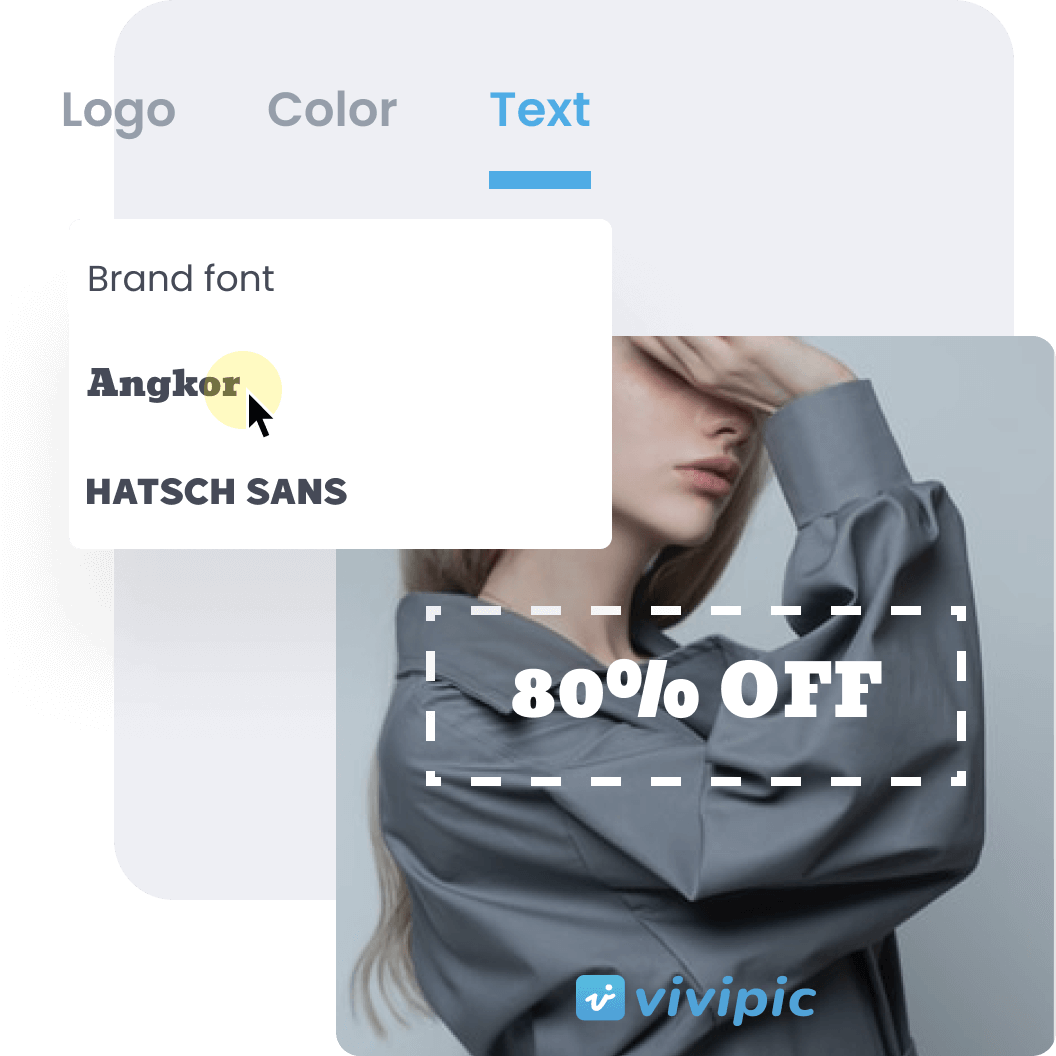 Logo Color Text
Brand font
Angkor
HATSCH SANS
80% OFF
vivipic